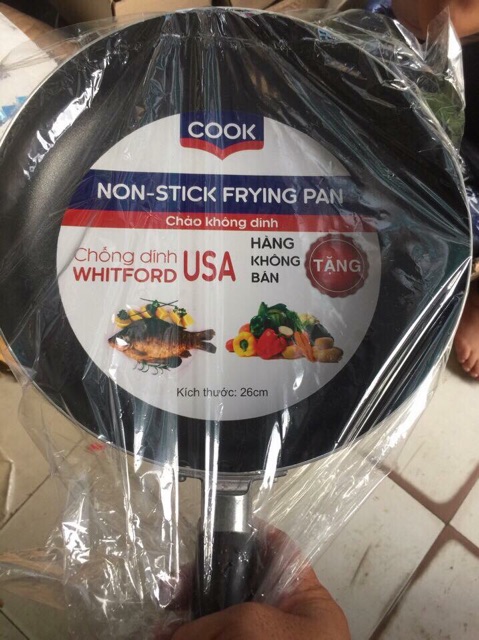 COOK
NON-STICK FRYING PAN
Chảo không dính
Chống dính
WHITFORD USA
HÀNG
KHÔNG
BÁN
TẶNG
Kích thước: 26cm